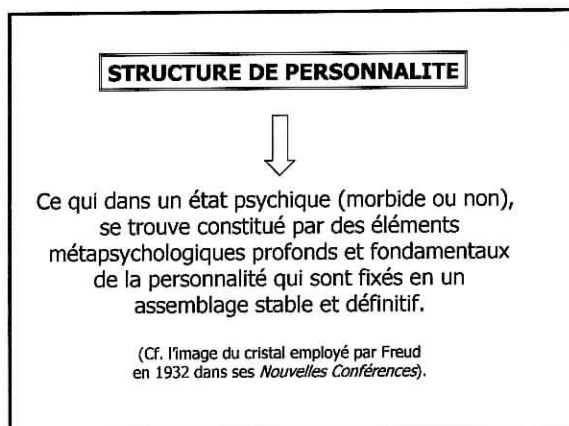 STRUCTURE DE PERSONNALITE
Ce qui dans un état psychique (morbide ou non),
se trouve constitué par des éléments
métapsychologiques profonds et fondamentaux
de la personnalité qui sont fixés en un
assemblage stable et définitif.
(Cf. l'image du cristal employé par Freud
en 1932 dans ses Nouvelles Conférences).